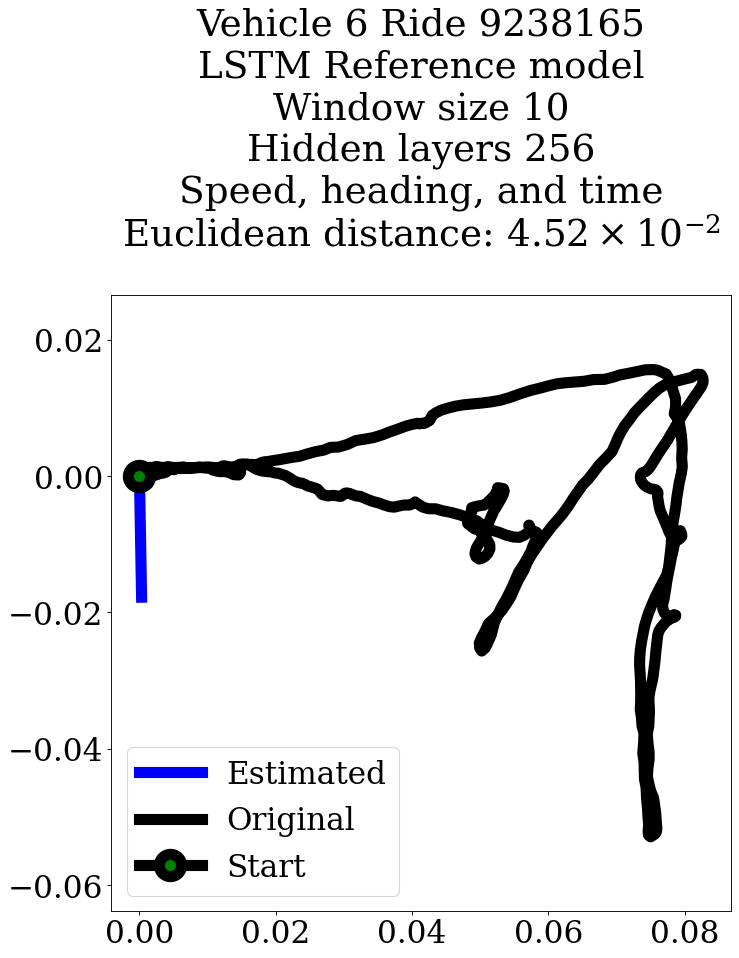 Vehicle 6 Ride 9238165
LSTM Reference model
Window size 10
Hidden layers 256
Speed, heading, and time
Euclidean distance: 4.52 × 10⁻²
0.02
0.00
−0.02
−0.04
−0.06
Estimated
Original
Start
0.00 0.02 0.04 0.06 0.08